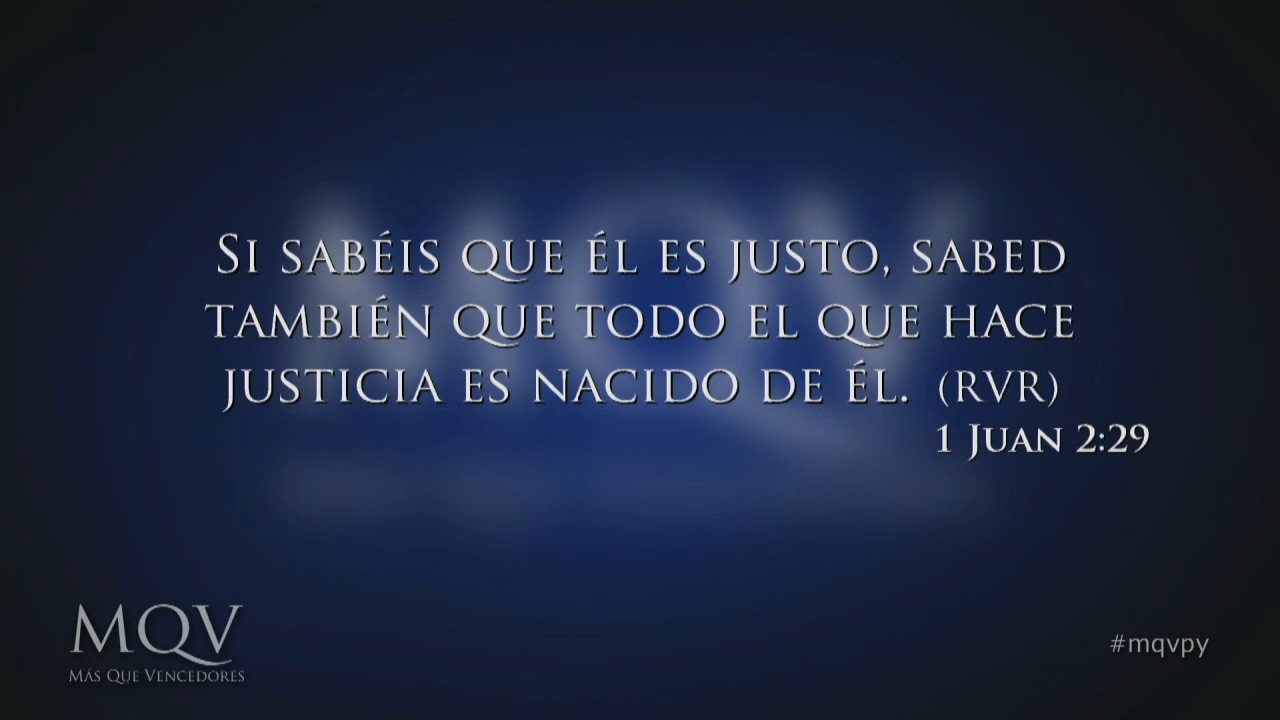 Si sabéis que él es justo, sabed
también que todo el que hace
justicia es nacido de él. (RVR)
1 Juan 2:29
MQV
Más Que Vencedores
#mqvpy